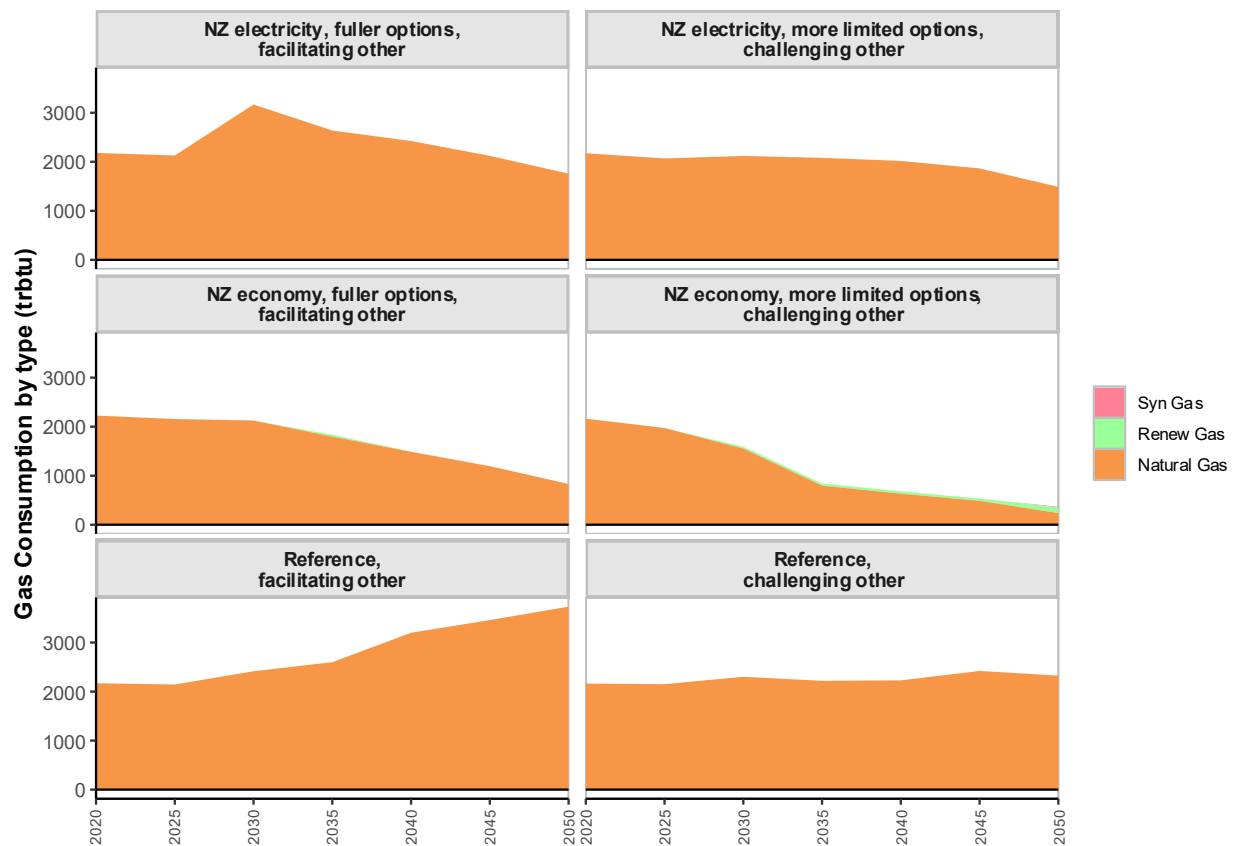 NZ electricity, fuller options,
facilitating other
NZ electricity, more limited options,
challenging other
3000
2000
1000
0
NZ economy, fuller options,
facilitating other
NZ economy, more limited options,
challenging other
Gas Consumption by type (trbtu)
3000
2000
1000
0
Syn Gas
Renew Gas
Natural Gas
Reference,
facilitating other
Reference,
challenging other
3000
2000
1000
0
2020
2025
2030
2035
2040
2045
2050
2020
2025
2030
2035
2040
2045
2050